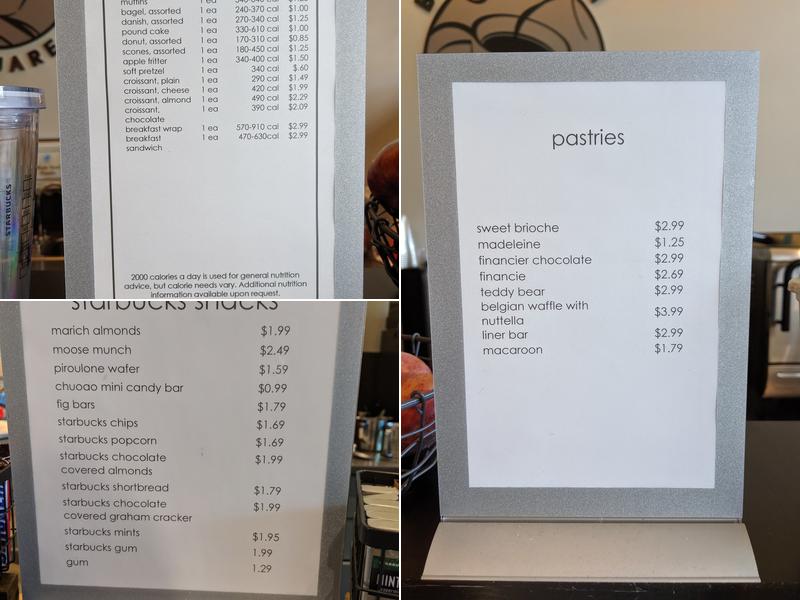 muffins 1 ea
bagel, assorted 1 ea 240-370 cal $1.00
danish, assorted 1 ea 270-340 cal $1.25
pound cake 1 ea 330-610 cal $1.00
donut, assorted 1 ea 170-310 cal $0.85
scones, assorted 1 ea 180-450 cal $1.25
apple fritter 1 ea 340-400 cal $1.50
soft pretzel 1 ea 340 cal $.60
croissant, plain 1 ea 290 cal $1.49
croissant, cheese 1 ea 420 cal $1.99
croissant, almond 1 ea 490 cal $2.29
croissant, 1 ea 390 cal $2.09
chocolate
breakfast wrap 1 ea 570-910 cal $2.99
breakfast 1 ea 470-630cal $2.99
sandwich
2000 calories a day is used for general nutrition
advice, but calorie needs vary. Additional nutrition
information available upon request.
STARBUCKS
starbucks snacks
marich almonds $1.99
moose munch $2.49
piroulone wafer $1.59
chuoao mini candy bar $0.99
fig bars $1.79
starbucks chips $1.69
starbucks popcorn $1.69
starbucks chocolate $1.99
covered almonds
starbucks shortbread $1.79
starbucks chocolate $1.99
covered graham cracker
starbucks mints $1.95
starbucks gum 1.99
gum 1.29
pastries
sweet brioche $2.99
madeleine $1.25
financier chocolate $2.99
financie $2.69
teddy bear $2.99
belgian waffle with $3.99
nuttella
liner bar $2.99
macaroon $1.79